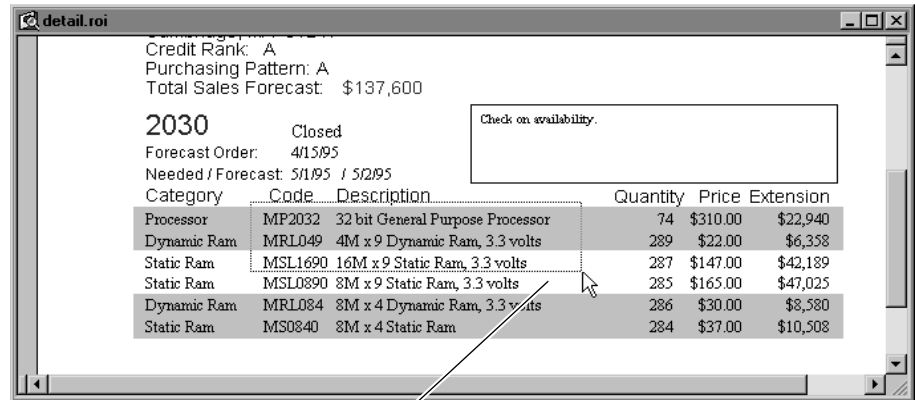 detail.roi
Credit Rank: A
Purchasing Pattern: A
Total Sales Forecast: $137,600
2030 Closed
Check on availability.
Forecast Order: 4/15/95
Needed / Forecast: 5/1/95 / 5/2/95
Category Code Description Quantity Price Extension
Processor MP2032 32 bit General Purpose Processor 74 $310.00 $22,940
Dynamic Ram MRL049 4M x 9 Dynamic Ram, 3.3 volts 289 $22.00 $6,358
Static Ram MSL1690 16M x 9 Static Ram, 3.3 volts 287 $147.00 $42,189
Static Ram MSL0890 8M x 9 Static Ram, 3.3 volts 285 $165.00 $47,025
Dynamic Ram MRL084 8M x 4 Dynamic Ram, 3.3 volts 286 $30.00 $8,580
Static Ram MS0840 8M x 4 Static Ram 284 $37.00 $10,508